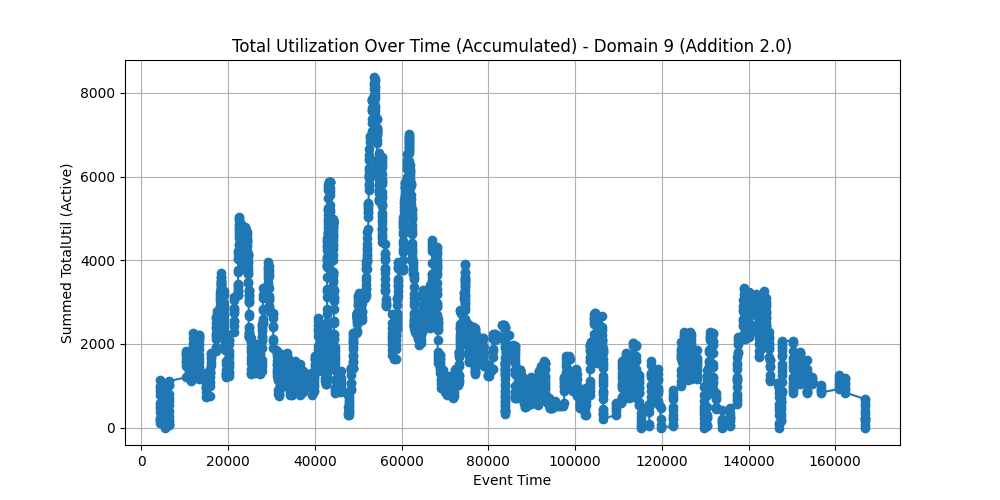 Total Utilization Over Time (Accumulated) - Domain 9 (Addition 2.0)
8000
6000
4000
2000
0
Summed TotalUtil (Active)
0 20000 40000 60000 80000 100000 120000 140000 160000
Event Time